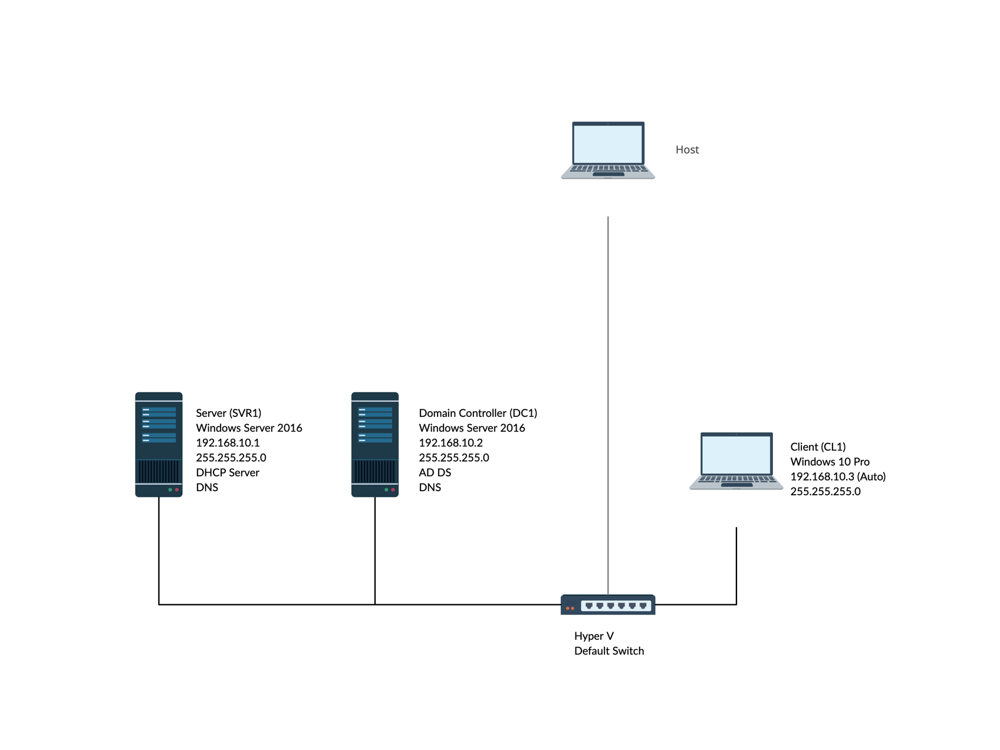 Host
Server (SVR1)
Windows Server 2016
192.168.10.1
255.255.255.0
DHCP Server
DNS
Domain Controller (DC1)
Windows Server 2016
192.168.10.2
255.255.255.0
AD DS
DNS
Client (CL1)
Windows 10 Pro
192.168.10.3 (Auto)
255.255.255.0
Hyper V
Default Switch